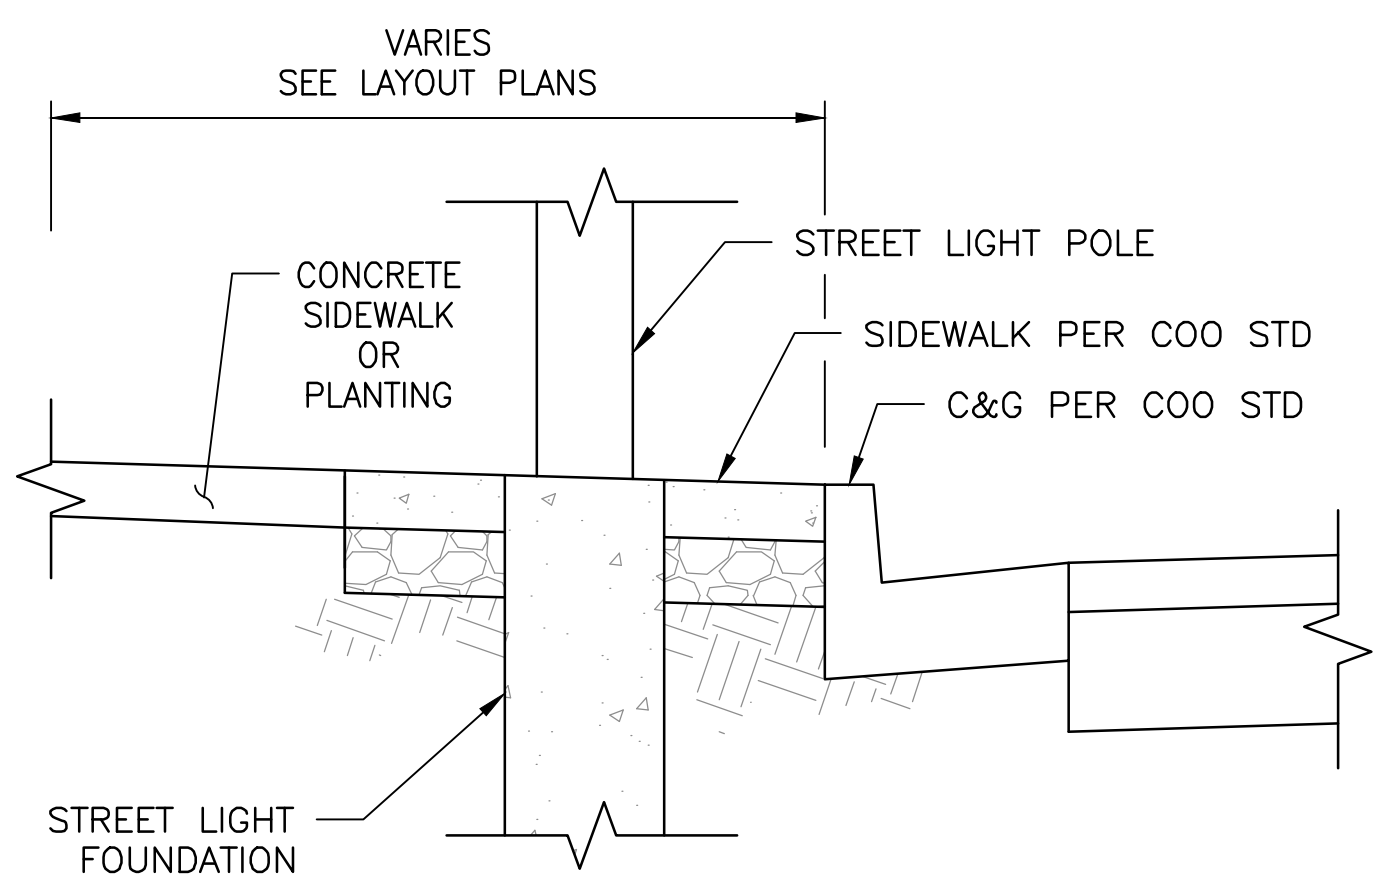 VARIES
SEE LAYOUT PLANS
STREET LIGHT POLE
CONCRETE
SIDEWALK
OR
PLANTING
SIDEWALK PER COO STD
C&G PER COO STD
STREET LIGHT
FOUNDATION